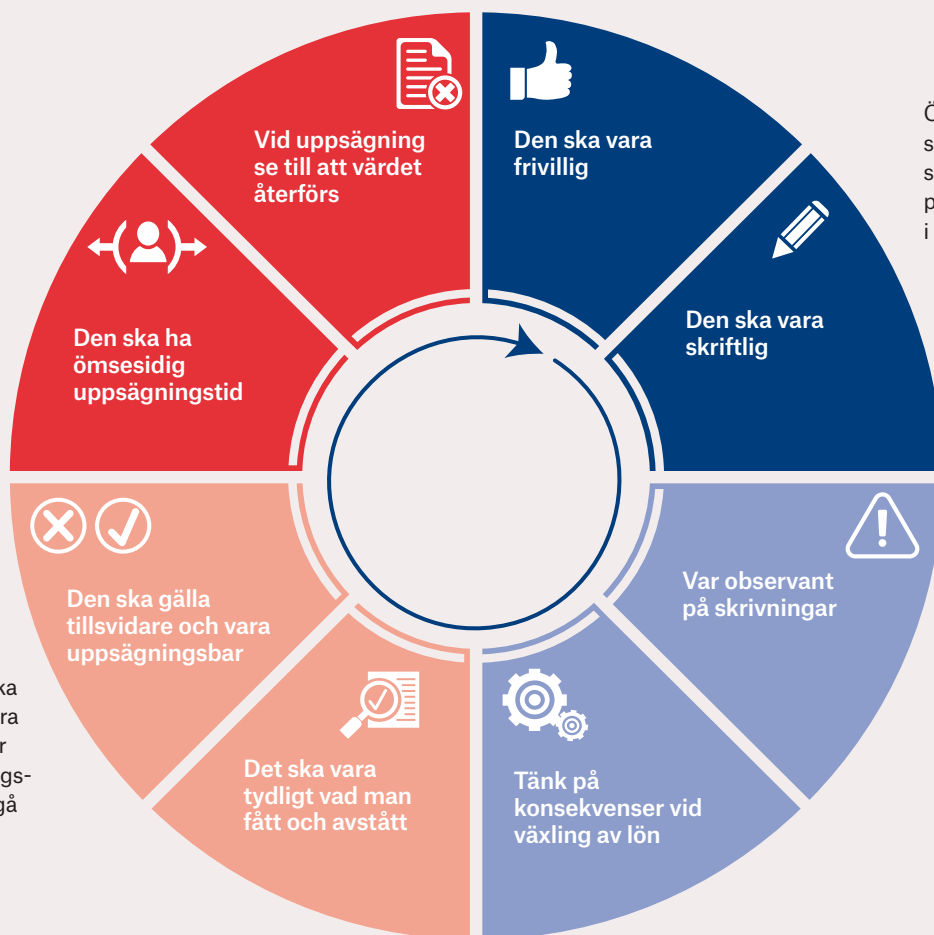 Den ska vara
frivillig
Den ska vara
skriftlig
Var observant
på skrivningar
Tänk på
konsekvenser vid
växling av lön
Det ska vara
tydligt vad man
fått och avstått
Den ska gälla
tillsvidare och vara
uppsägningsbar
Den ska ha
ömsesidig
uppsägningstid
Vid uppsägning
se till att värdet
återförs